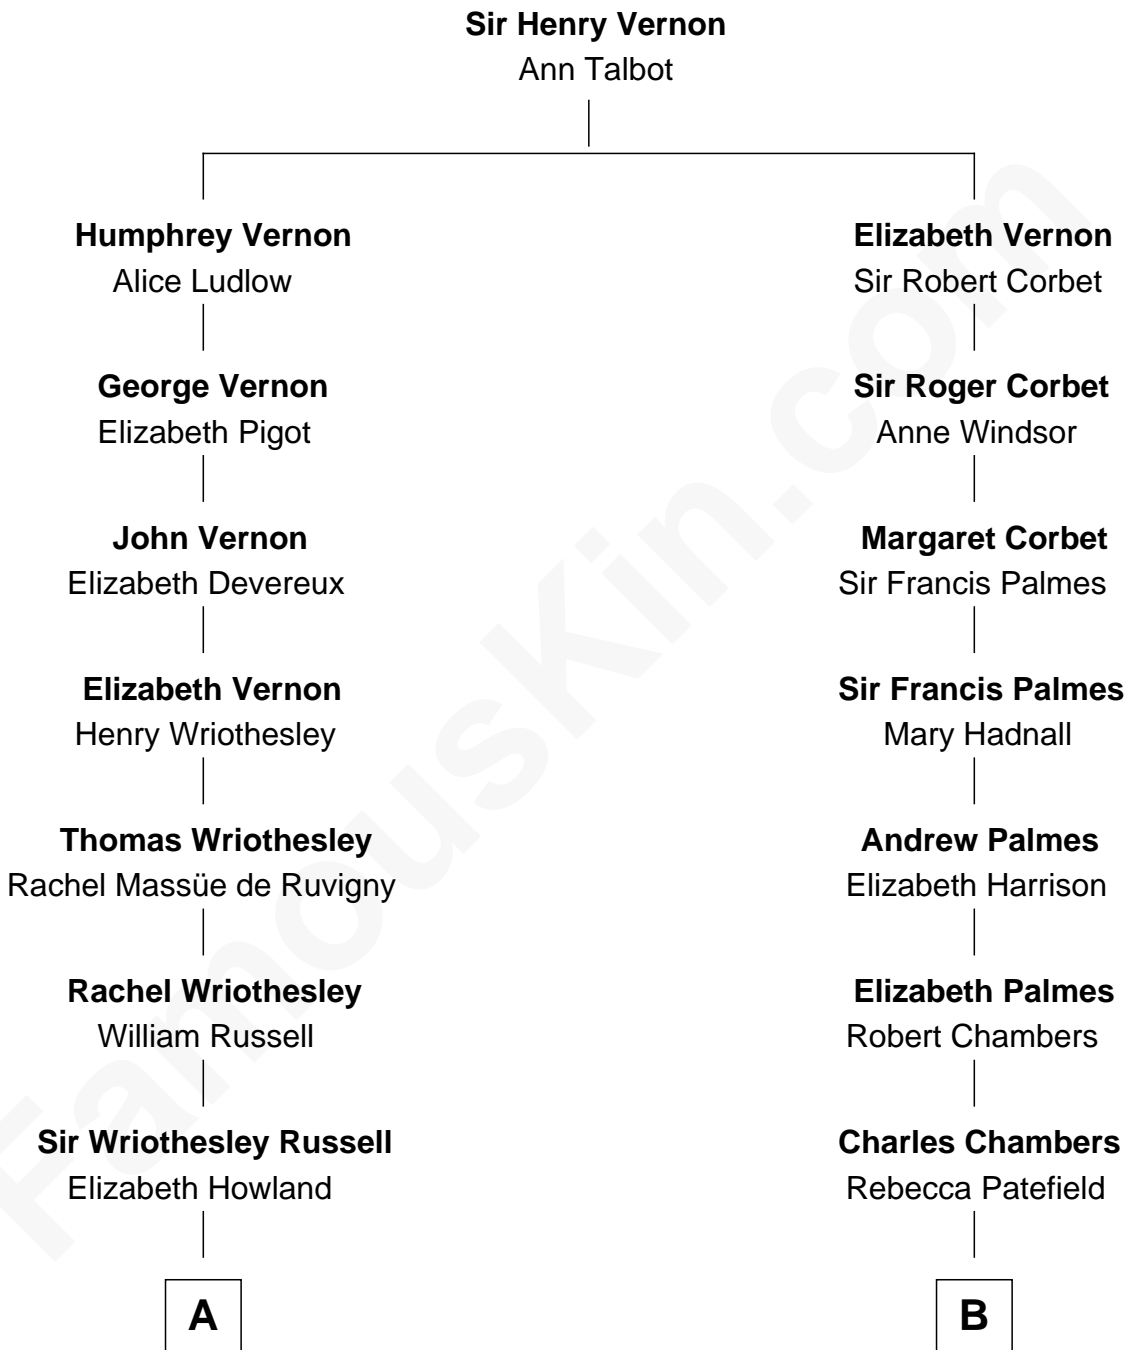 Sir Henry Vernon
Ann Talbot
Humphrey Vernon
Alice Ludlow
Elizabeth Vernon
Sir Robert Corbet
George Vernon
Elizabeth Pigot
Sir Roger Corbet
Anne Windsor
John Vernon
Elizabeth Devereux
Margaret Corbet
Sir Francis Palmes
Elizabeth Vernon
Henry Wriothesley
Sir Francis Palmes
Mary Hadnall
Thomas Wriothesley
Rachel Massüe de Ruvigny
Andrew Palmes
Elizabeth Harrison
Rachel Wriothesley
William Russell
Elizabeth Palmes
Robert Chambers
Sir Wriothesley Russell
Elizabeth Howland
Charles Chambers
Rebecca Patefield
A
B
FamousKin.com